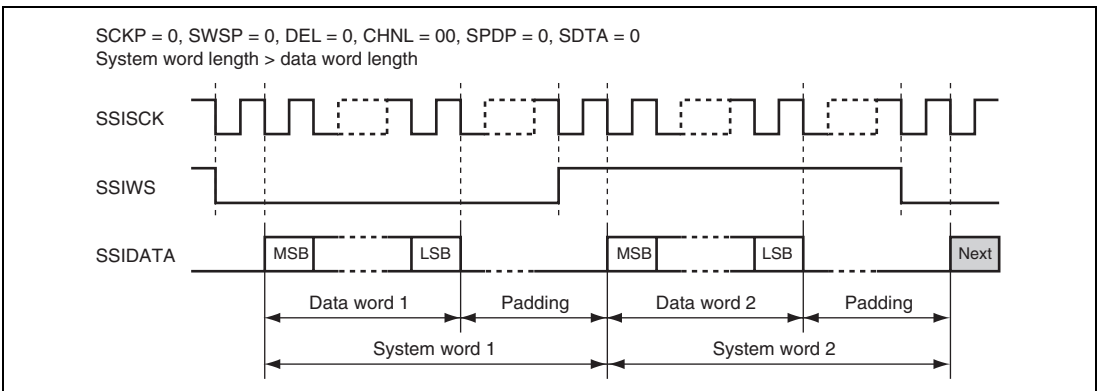 SCKP = 0, SWSP = 0, DEL = 0, CHNL = 00, SPDP = 0, SDTA = 0
System word length > data word length
SSISCK
SSIWS
SSIDATA
MSB
LSB
MSB
LSB
Next
Data word 1
Padding
Data word 2
Padding
System word 1
System word 2